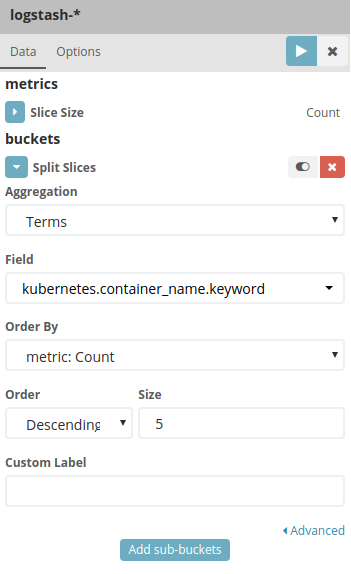 logstash-*
Data Options
metrics
Slice Size Count
buckets
Split Slices
Aggregation
Terms
Field
kubernetes.container_name.keyword
Order By
metric: Count
Order Size
Descending 5
Custom Label
Advanced
Add sub-buckets